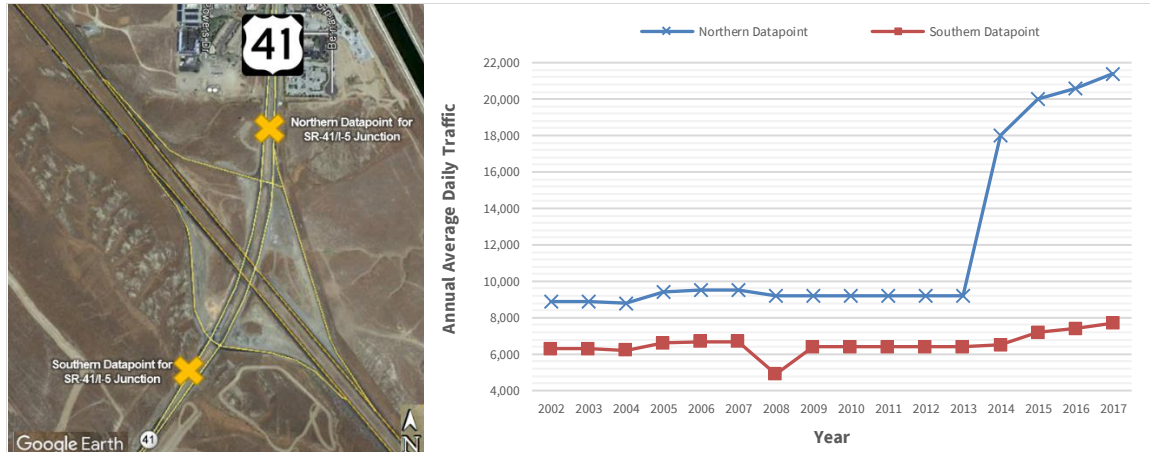 Powers Dr
Ber
41
Northern Datapoint for
SR-41/I-5 Junction
Southern Datapoint for
SR-41/I-5 Junction
41
Google Earth
N
Northern Datapoint
Southern Datapoint
Annual Average Daily Traffic
22,000
20,000
18,000
16,000
14,000
12,000
10,000
8,000
6,000
4,000
2002 2003 2004 2005 2006 2007 2008 2009 2010 2011 2012 2013 2014 2015 2016 2017
Year